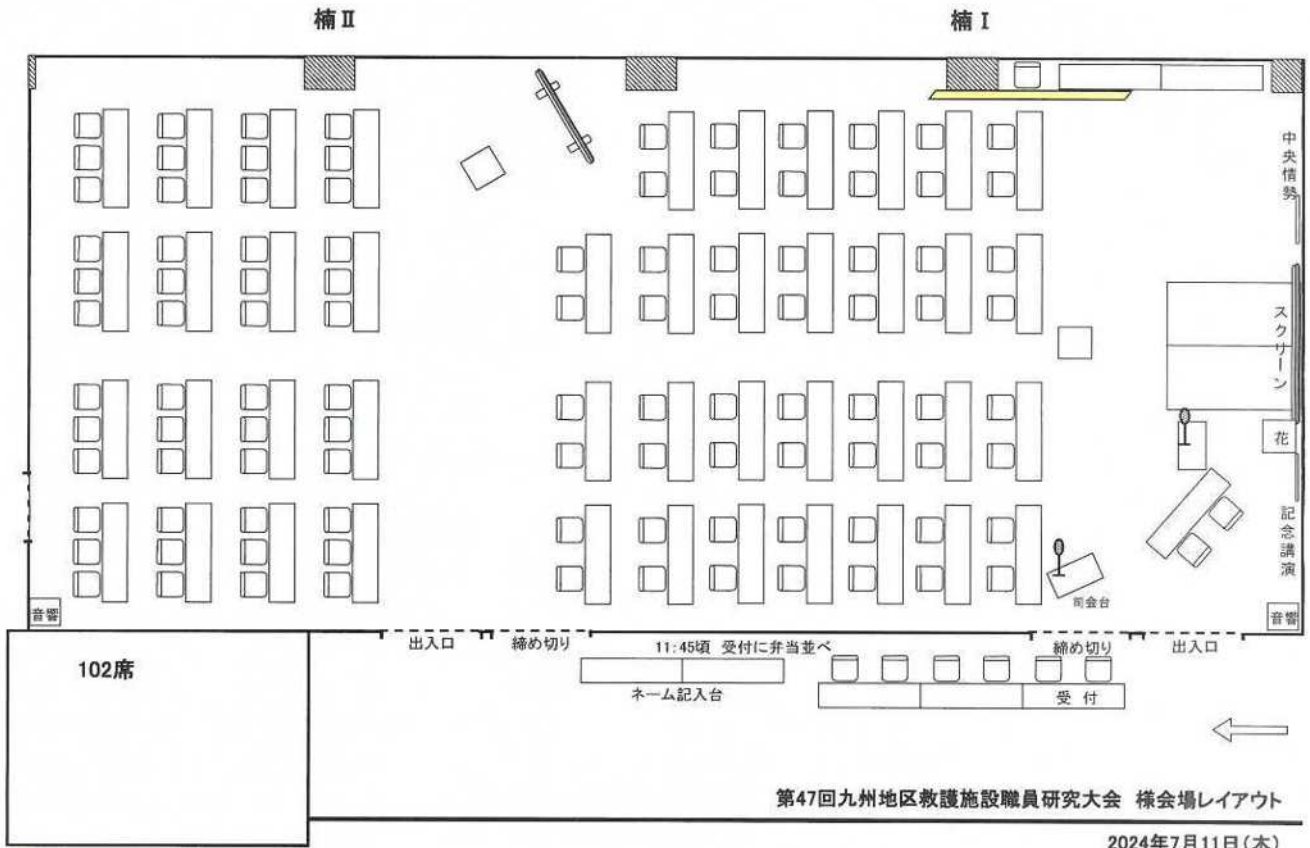 楠Ⅱ
楠Ⅰ
中央情勢
スクリーン
花
記念講演
司会台
音響
音響
出入口
締め切り
11:45頃 受付に弁当並べ
締め切り
出入口
102席
ネーム記入台
受付
第47回九州地区救護施設職員研究大会 様会場レイアウト
2024年7月11日(木)